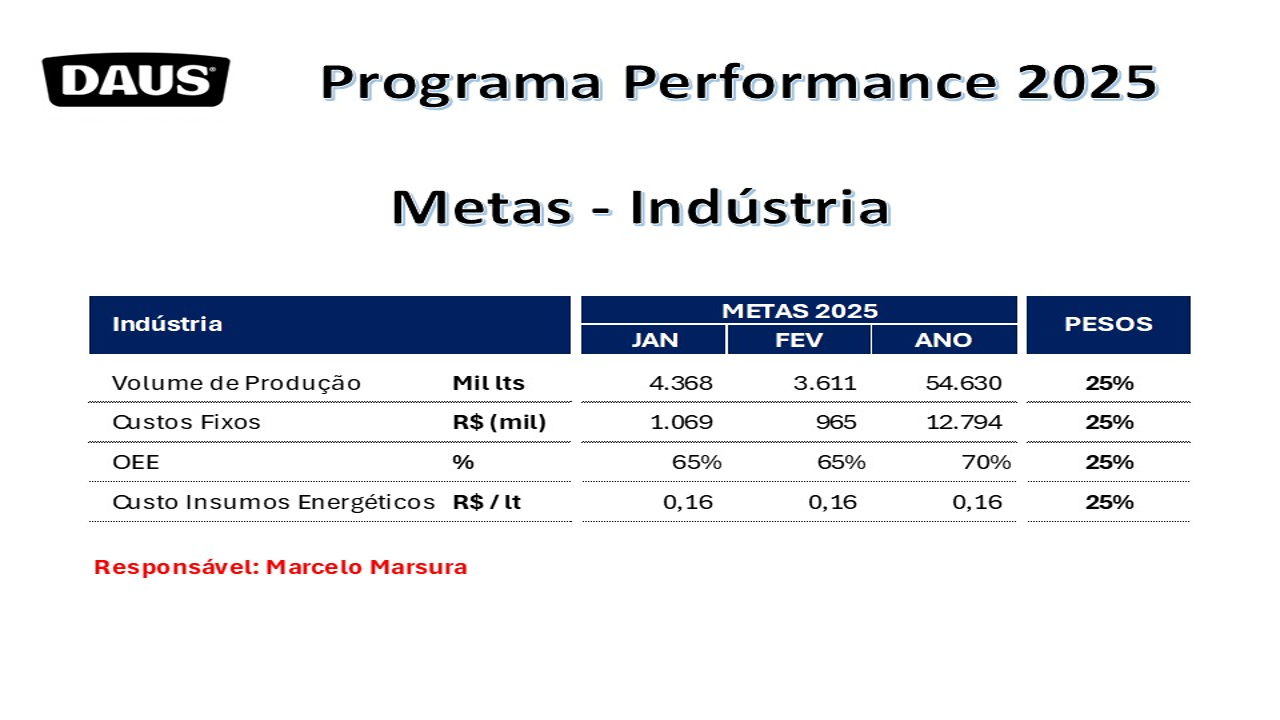 DAUS®
Programa Performance 2025
Metas - Indústria
Indústria METAS 2025 PESOS
JAN FEV ANO
Volume de Produção Mil lts 4.368 3.611 54.630 25%
Custos Fixos R$ (mil) 1.069 965 12.794 25%
OEE % 65% 65% 70% 25%
Custo Insumos Energéticos R$ / lt 0,16 0,16 0,16 25%
Responsável: Marcelo Marsura